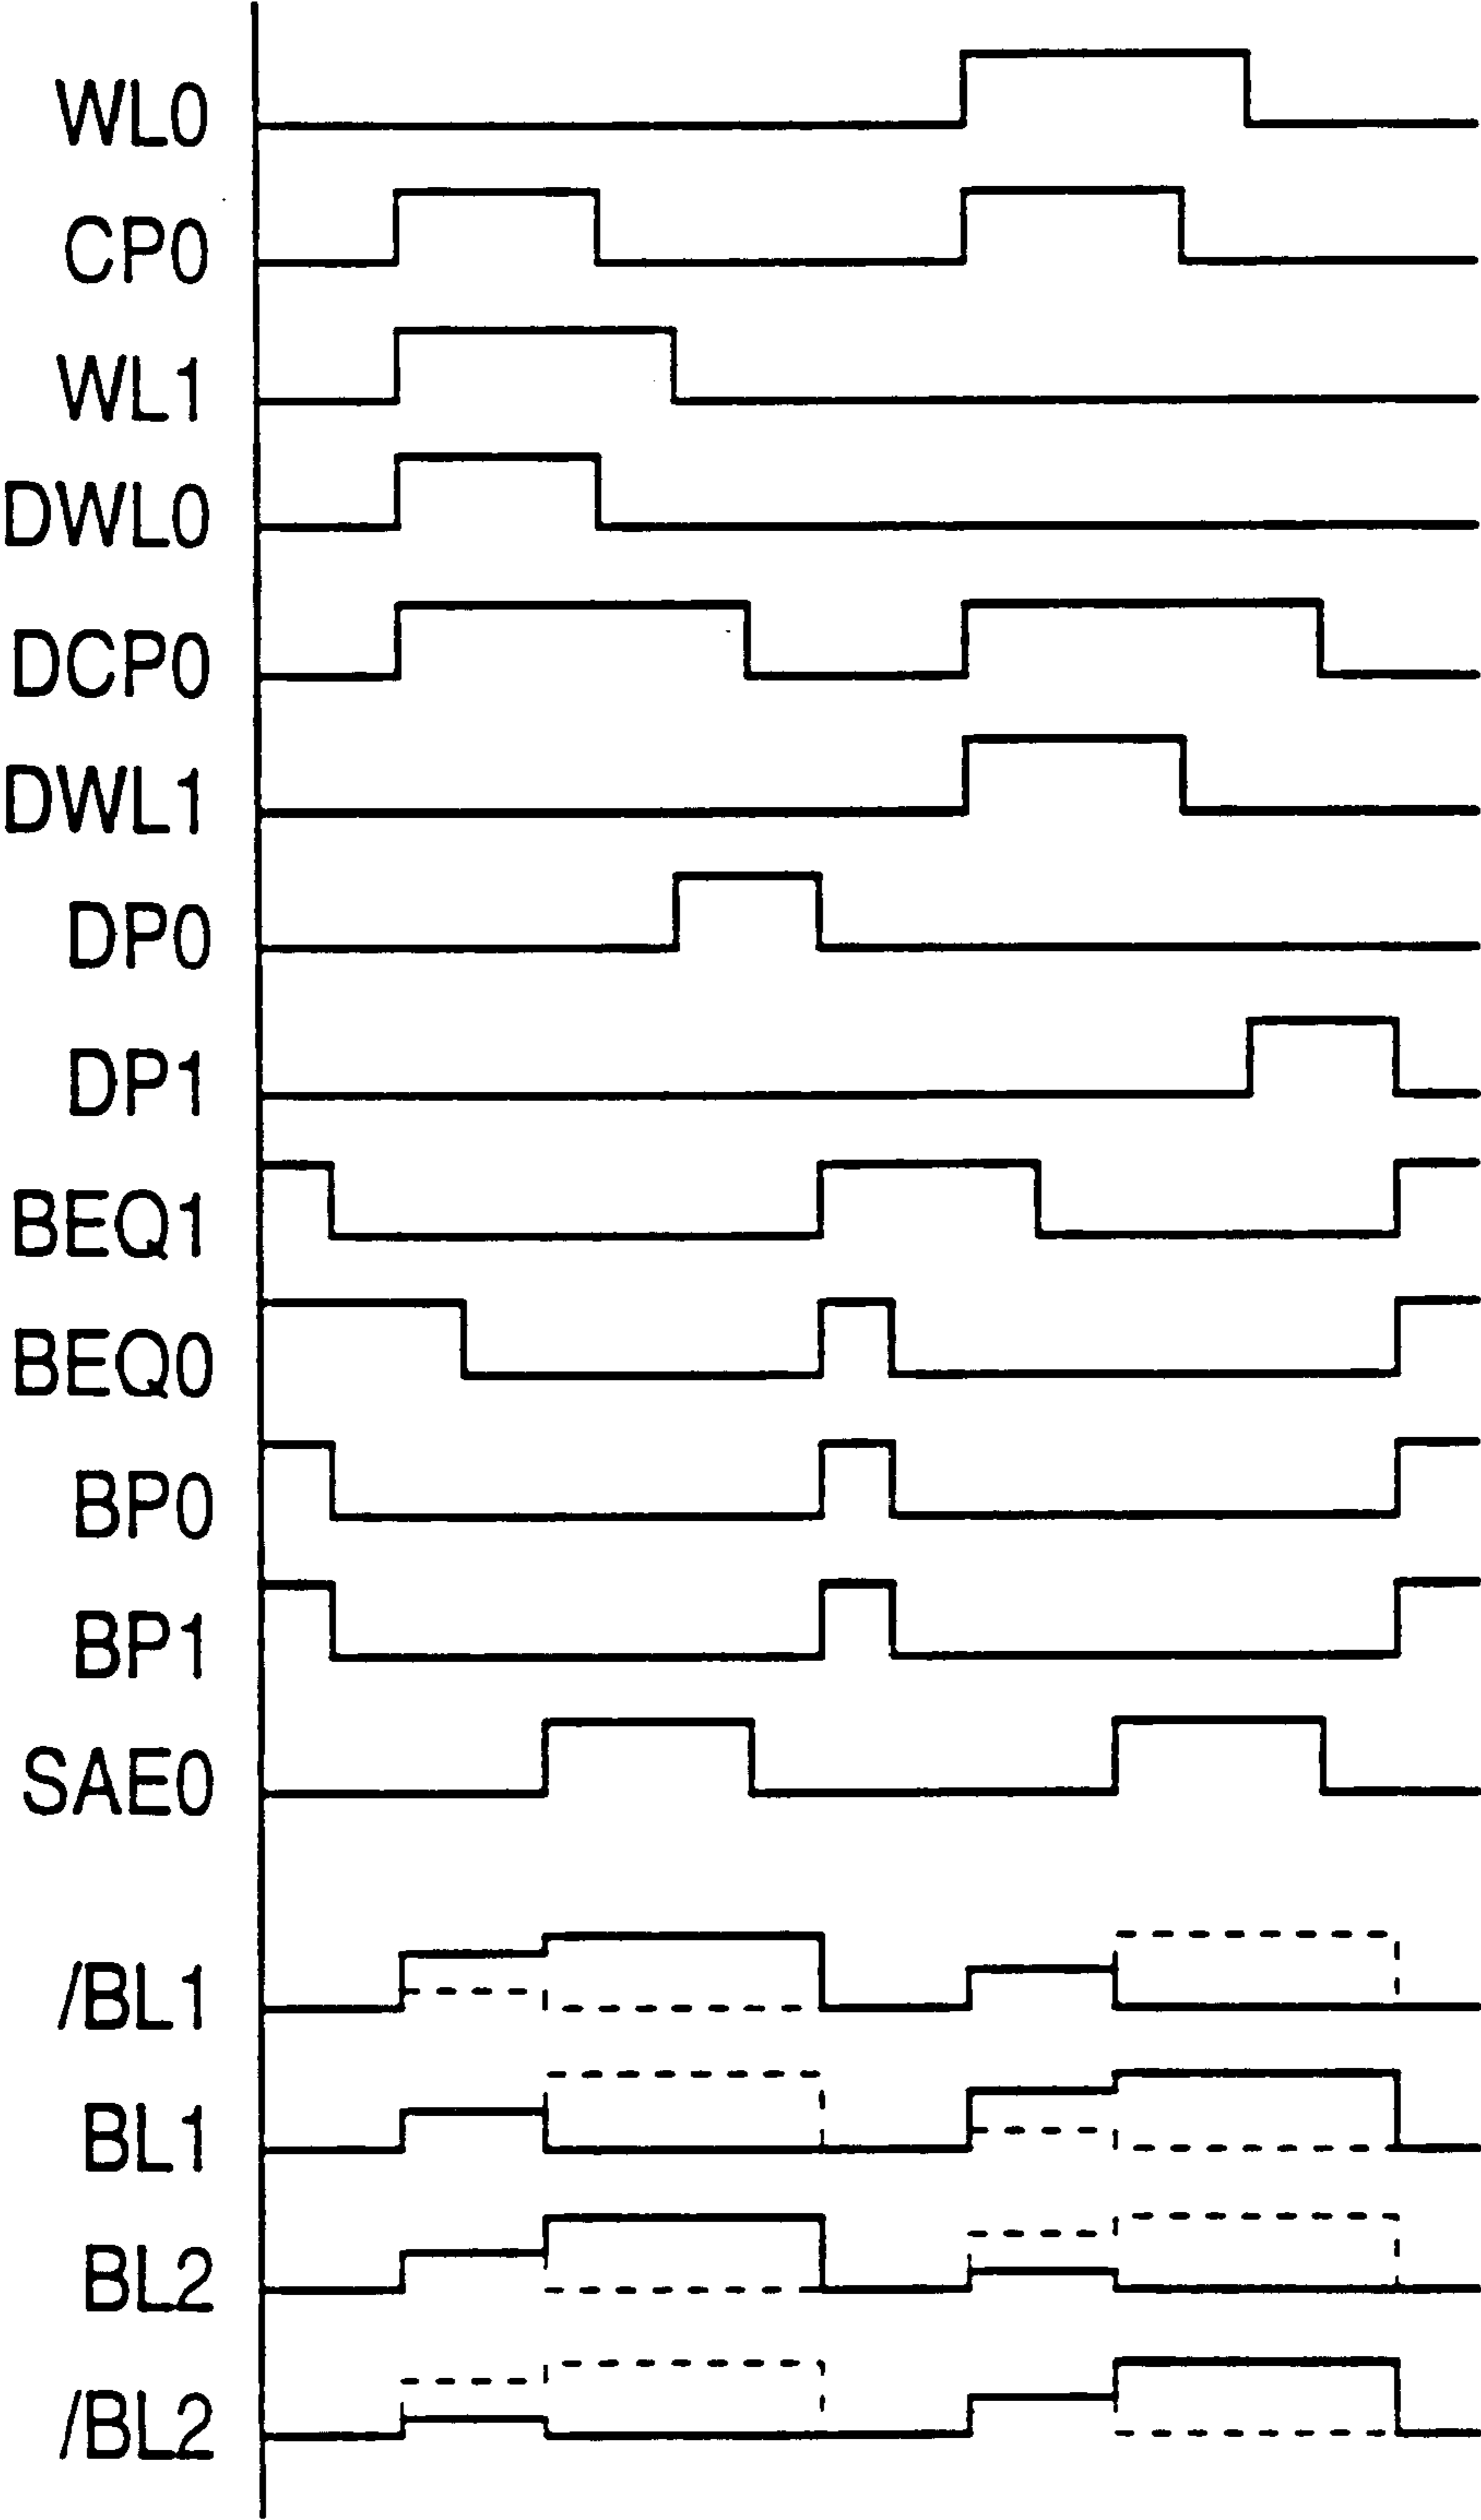 WL0
CP0
WL1
DWL0
DCP0
DWL1
DP0
DP1
BEQ1
BEQ0
BP0
BP1
SAE0
/BL1
BL1
BL2
/BL2